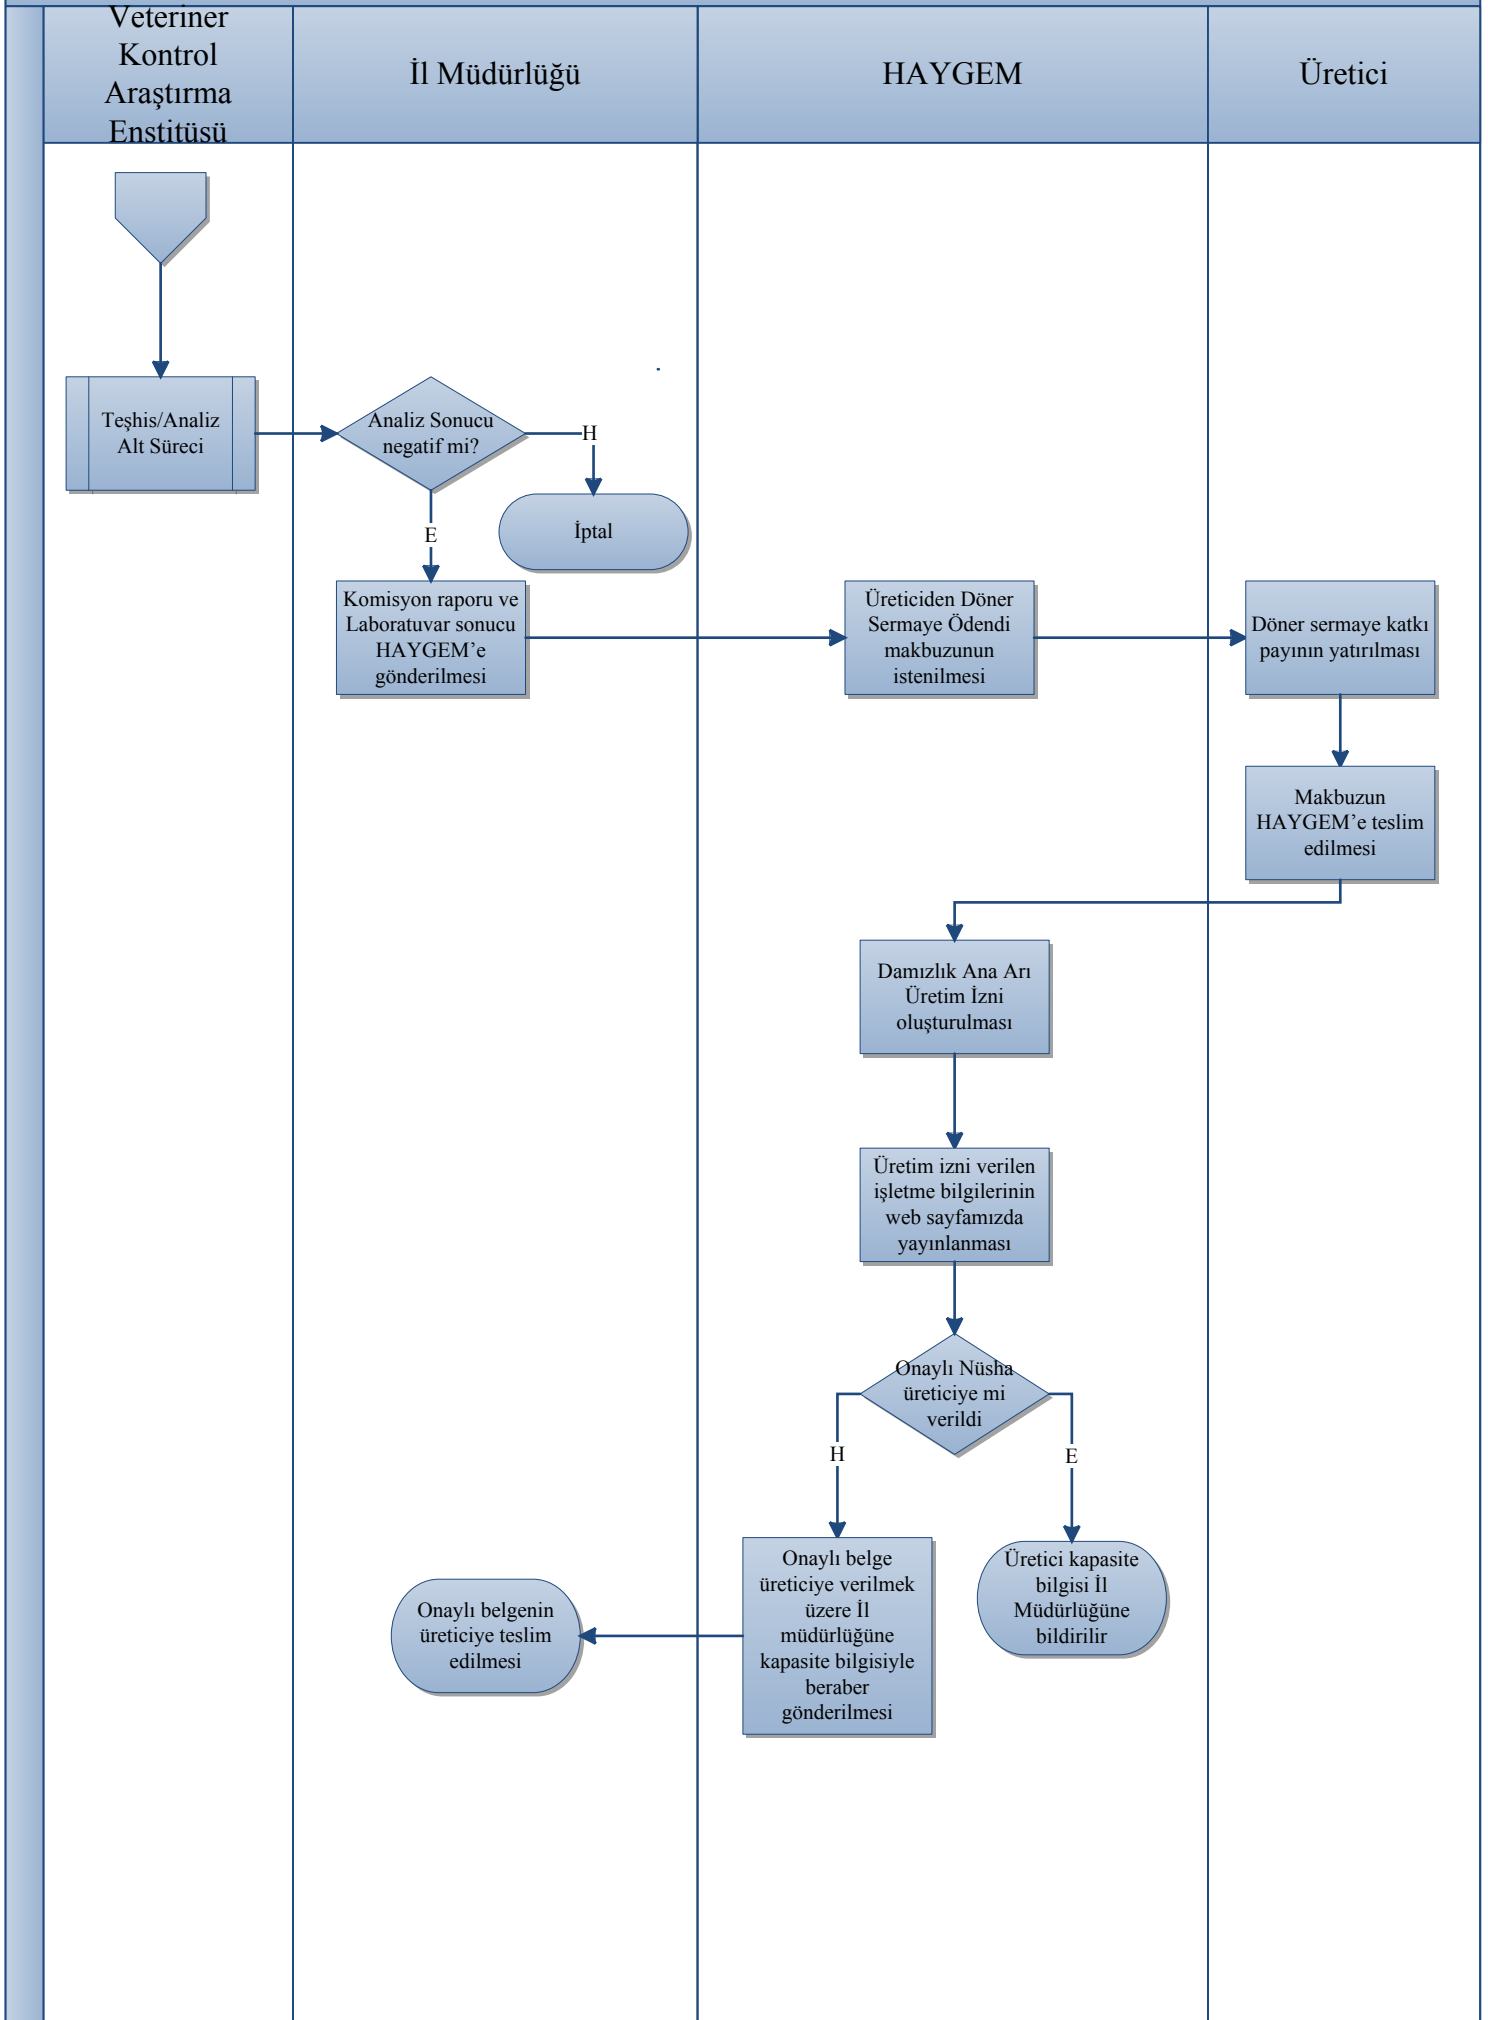 Veteriner
Kontrol
Araştırma
Enstitüsü
İl Müdürlüğü
HAYGEM
Üretici
Teşhis/Analiz
Alt Süreci
Analiz Sonucu
negatif mi?
H
E
İptal
Komisyon raporu ve
Laboratuvar sonucu
HAYGEM’e
gönderilmesi
Üreticiden Döner
Sermaye Ödendi
makbuzunun
istenilmesi
Döner sermaye katkı
payının yatırılması
Makbuzun
HAYGEM’e teslim
edilmesi
Damızlık Ana Arı
Üretim İzni
oluşturulması
Üretim izni verilen
işletme bilgilerinin
web sayfamızda
yayınlanması
Onaylı Nüsha
üreticiye mi
verildi
H
E
Onaylı belge
üreticiye verilmek
üzere İl
müdürlüğüne
kapasite bilgisiyle
beraber
gönderilmesi
Üretici kapasite
bilgisi İl
Müdürlüğüne
bildirilir
Onaylı belgenin
üreticiye teslim
edilmesi